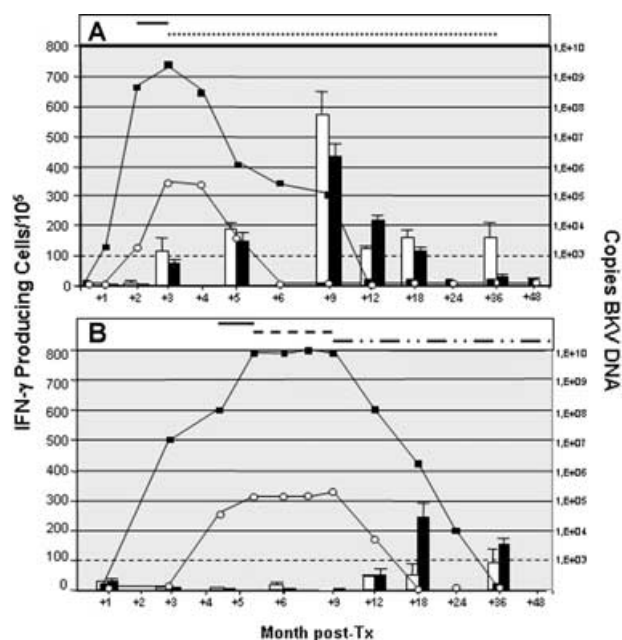 A
800 1,E+10
700 1,E+09
600 1,E+08
500 1,E+07
400 1,E+06
300 1,E+05
200 1,E+04
100 1,E+03
0
+1 +2 +3 +4 +5 +6 +9 +12 +18 +24 +36 +48
IFN-γ Producing Cells/10⁵
Copies BKV DNA
B
800 1,E+10
700 1,E+09
600 1,E+08
500 1,E+07
400 1,E+06
300 1,E+05
200 1,E+04
100 1,E+03
0
+1 +2 +3 +4 +5 +6 +9 +12 +18 +24 +36 +48
Month post-Tx